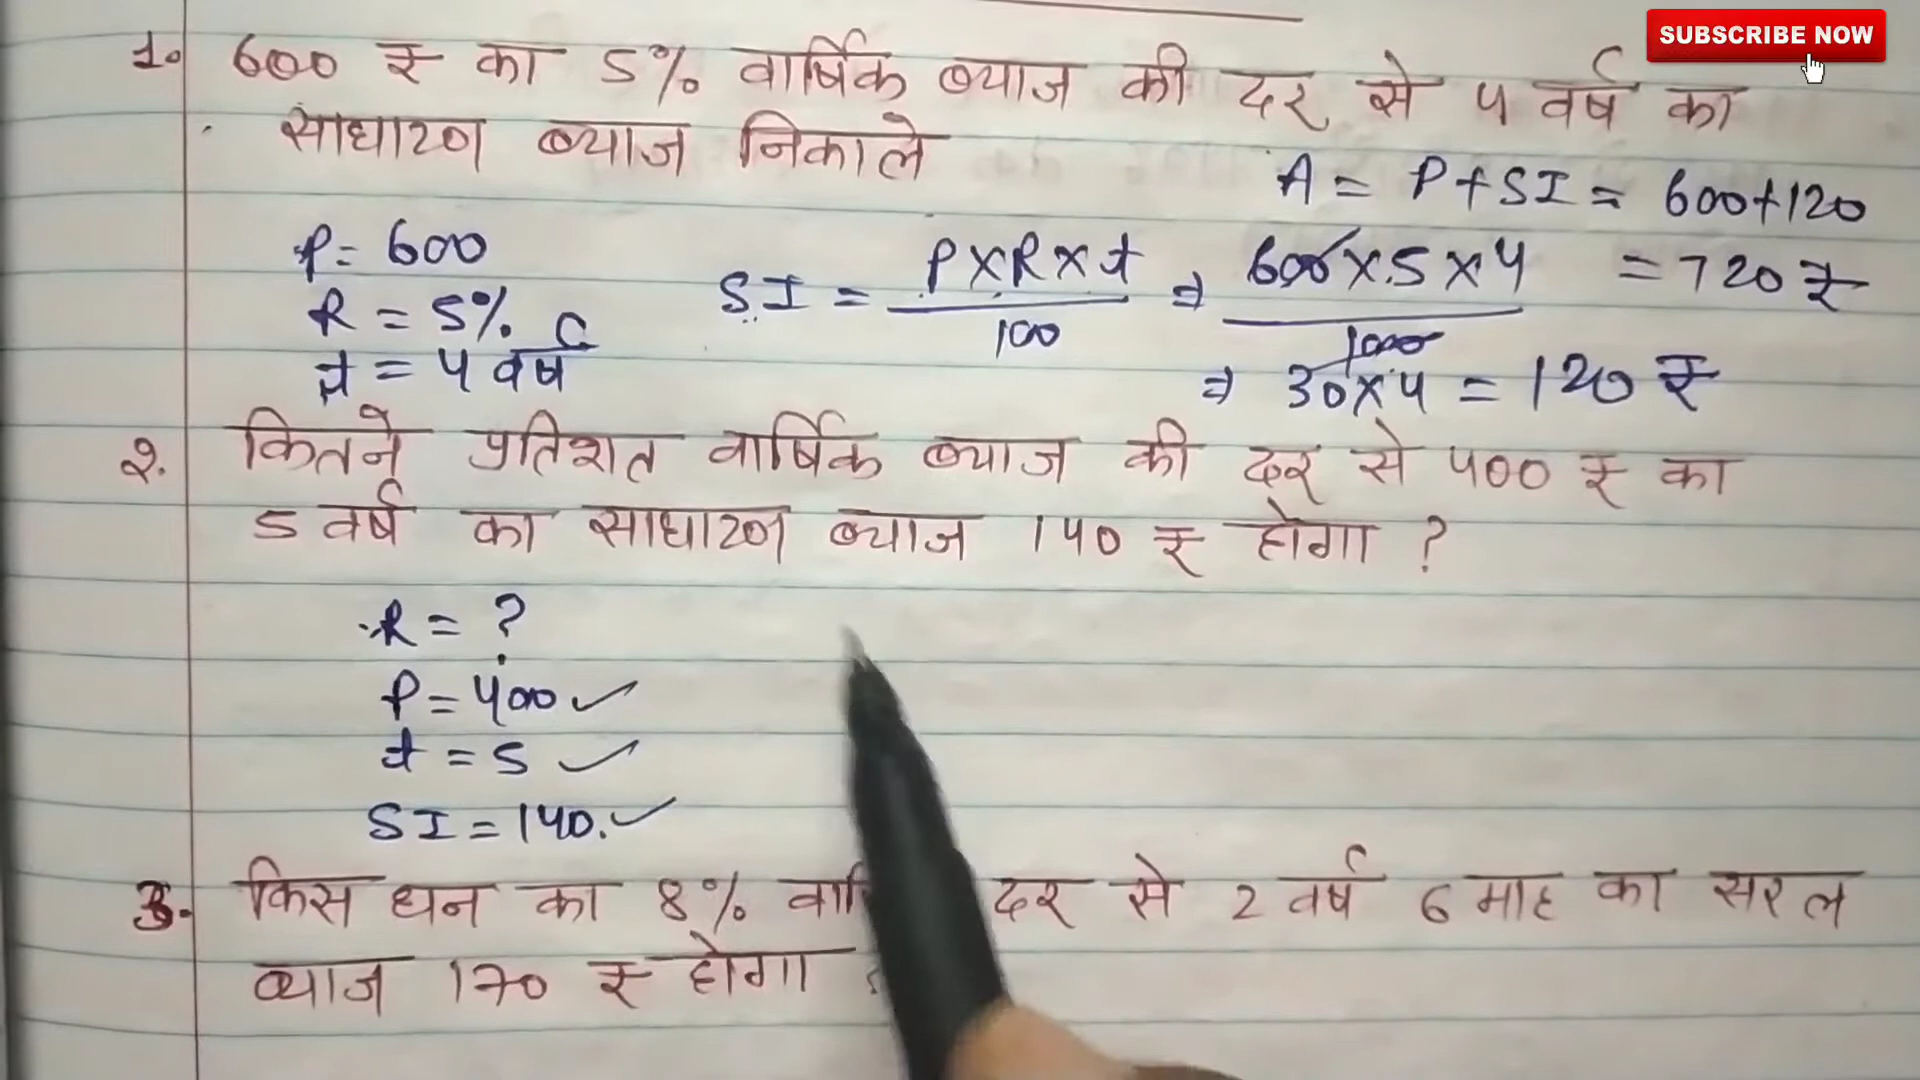 SUBSCRIBE NOW
1. 600 ₹ का 5% वार्षिक ब्याज की दर से 4 वर्ष का
साधारण ब्याज निकाले
A = P + SI = 600+120
= 720 ₹
P = 600
R = 5%
t = 4 वर्ष
SI = P×R×t / 100 ⇒ 600×5×4 / 100
⇒ 30×4 = 120 ₹
2. कितने प्रतिशत वार्षिक ब्याज की दर से 400 ₹ का
5 वर्ष का साधारण ब्याज 140 ₹ होगा ?
R = ?
P = 400 ✓
t = 5 ✓
SI = 140. ✓
3. किस धन का 8% दर से 2 वर्ष 6 माह का सरल
ब्याज 170 ₹ होगा